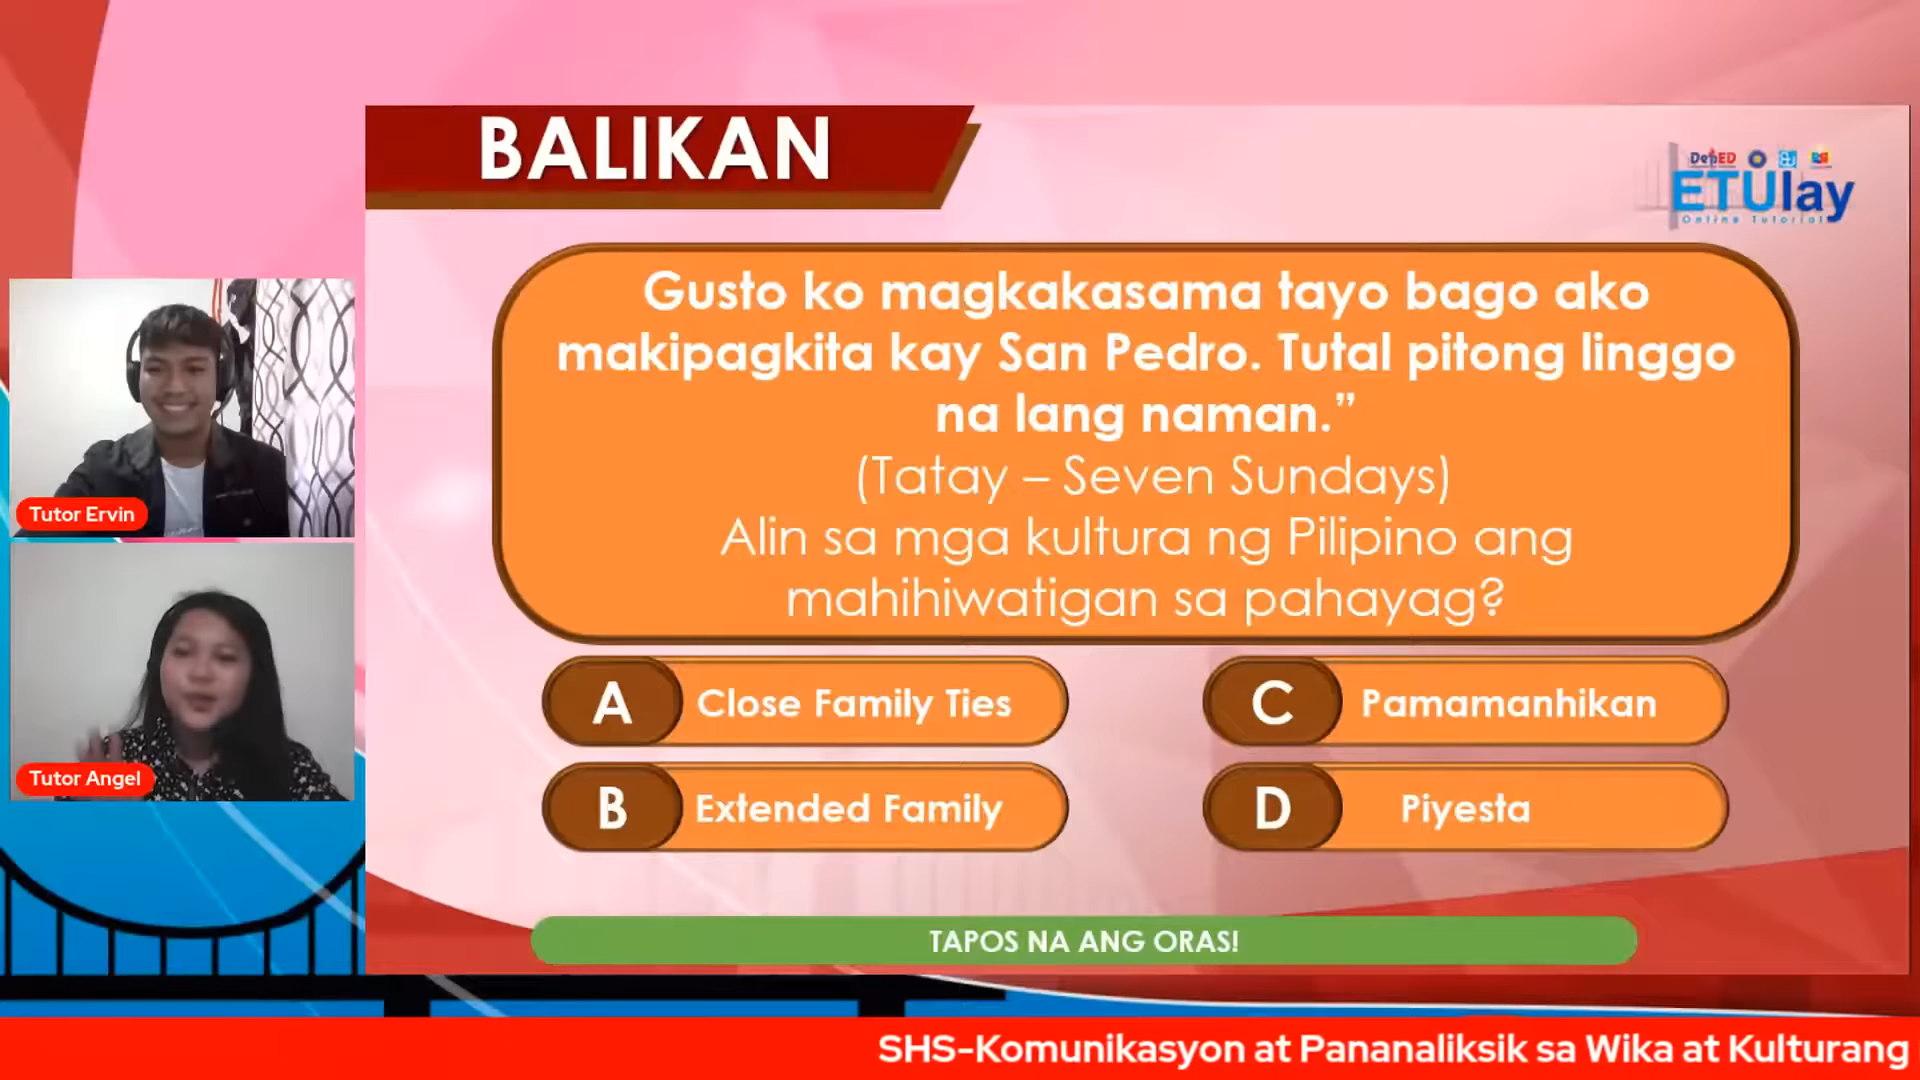 BALIKAN
DepED
ETUlay
Online Tutorial
Gusto ko magkakasama tayo bago ako
makipagkita kay San Pedro. Tutal pitong linggo
na lang naman.”
(Tatay – Seven Sundays)
Alin sa mga kultura ng Pilipino ang
mahihiwatigan sa pahayag?
A Close Family Ties
B Extended Family
C Pamamanhikan
D Piyesta
TAPOS NA ANG ORAS!
Tutor Ervin
Tutor Angel
SHS-Komunikasyon at Pananaliksik sa Wika at Kulturang